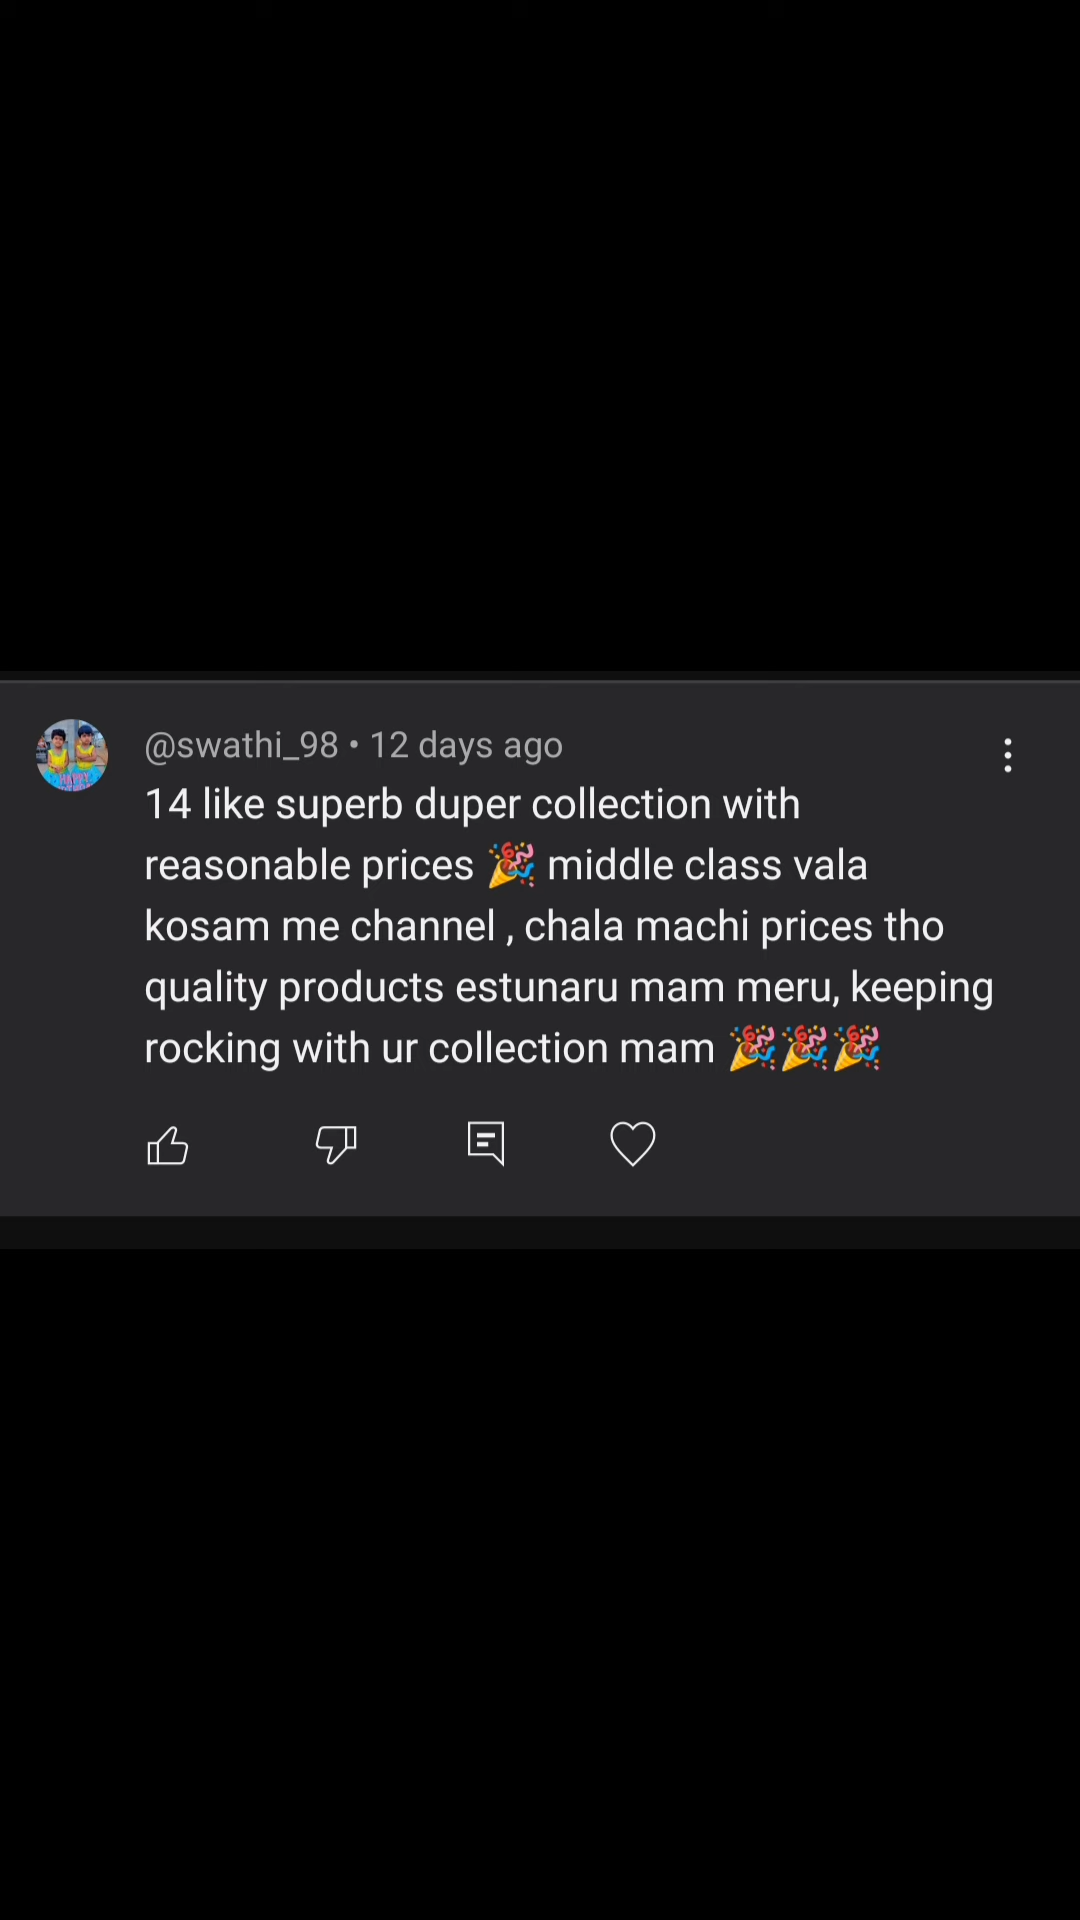 @swathi_98 • 12 days ago
14 like superb duper collection with
reasonable prices 🎉 middle class vala
kosam me channel , chala machi prices tho
quality products estunaru mam meru, keeping
rocking with ur collection mam 🎉🎉🎉